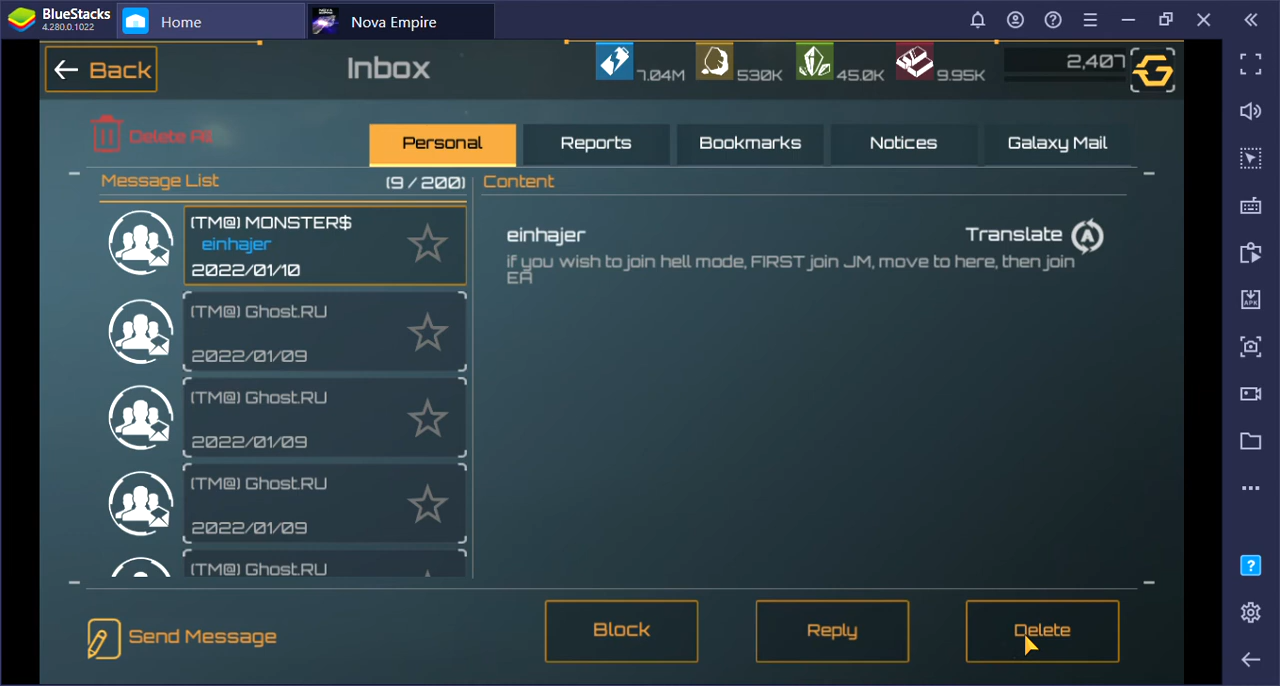 BlueStacks
4.280.0.1022
Home
Nova Empire
Back
Inbox
7.04M
530K
45.0K
9.95K
2,407
Delete All
Personal
Reports
Bookmarks
Notices
Galaxy Mail
Message List
(9 / 200)
Content
(TM@) MONSTER$
einhajer
2022/01/10
einhajer
Translate
if you wish to join hell mode, FIRST join JM, move to here, then join
EA
(TM@) Ghost.RU
2022/01/09
(TM@) Ghost.RU
2022/01/09
(TM@) Ghost.RU
2022/01/09
(TM@) Ghost.RU
Send Message
Block
Reply
Delete